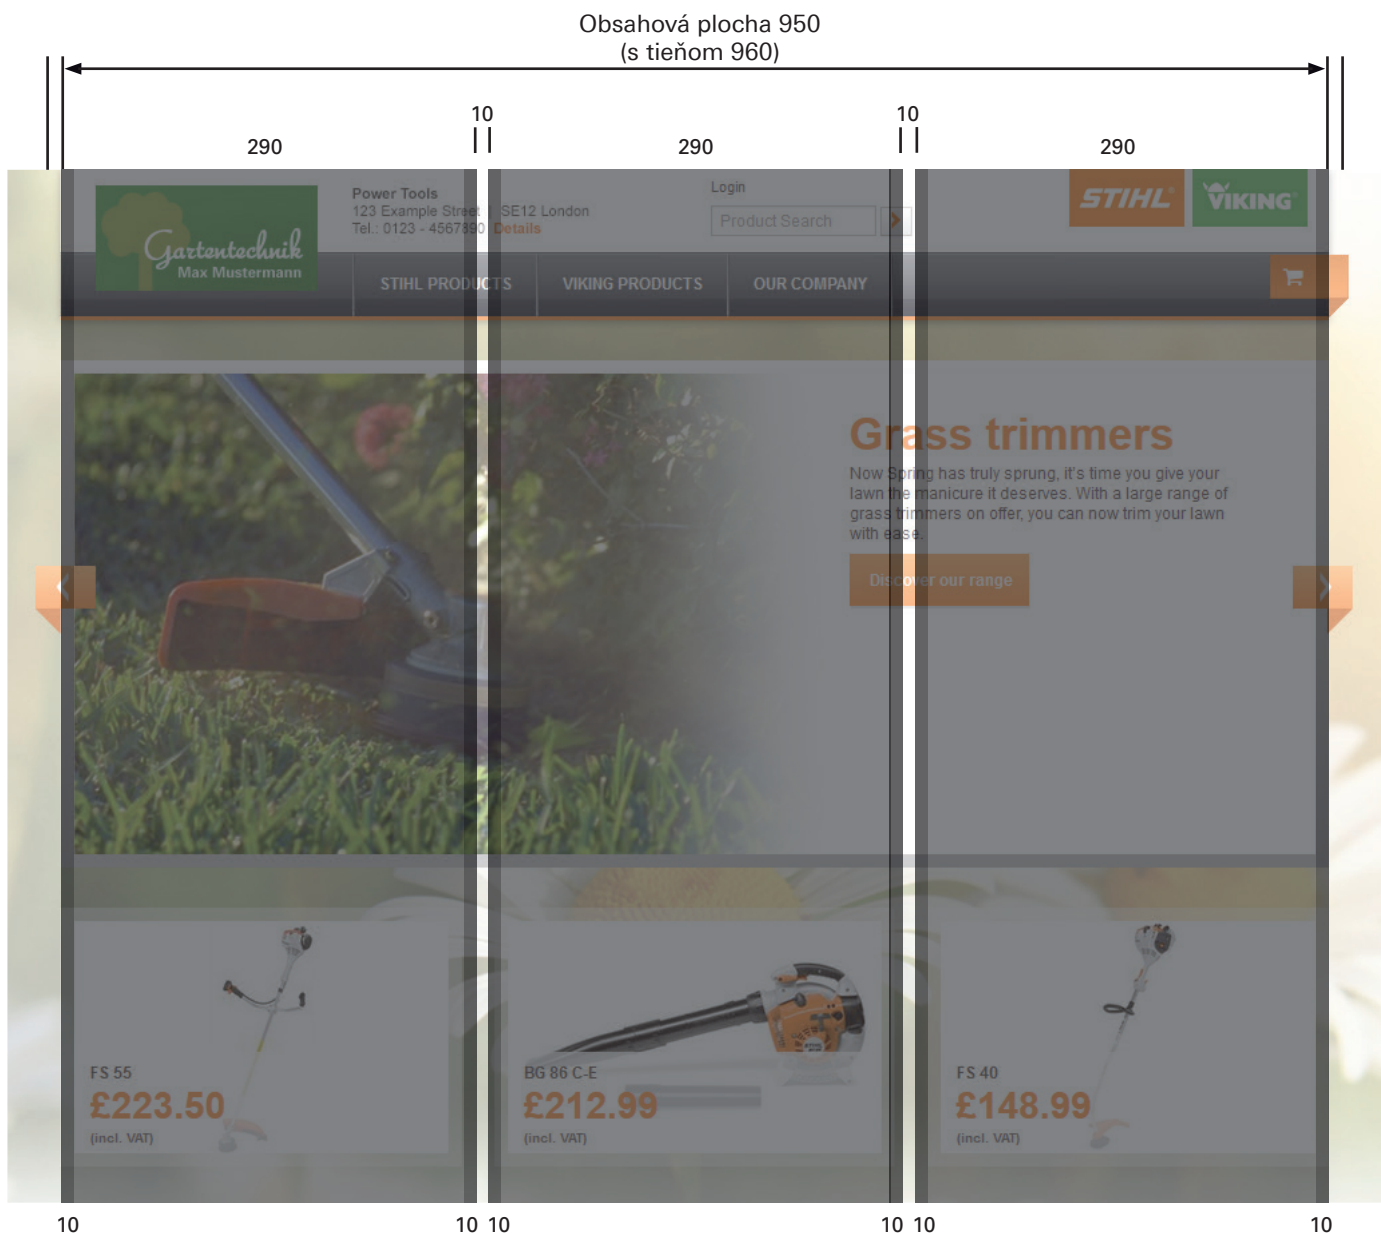 Obsahová plocha 950
(s tieňom 960)
10
10
290
290
290
Gartentechnik
Max Mustermann
Power Tools
123 Example Street | SE12 London
Tel.: 0123 - 4567890 Details
Login
Product Search
STIHL
VIKING
STIHL PRODUCTS
VIKING PRODUCTS
OUR COMPANY
Grass trimmers
Now Spring has truly sprung, it's time you give your
lawn the manicure it deserves. With a large range of
grass trimmers on offer, you can now trim your lawn
with ease.
Discover our range
FS 55
£223.50
(incl. VAT)
BG 86 C-E
£212.99
(incl. VAT)
FS 40
£148.99
(incl. VAT)
10
10
10
10
10
10